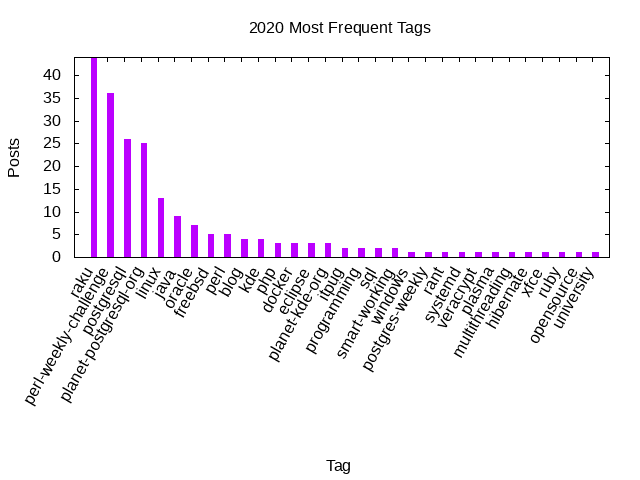 2020 Most Frequent Tags
Posts
40
35
30
25
20
15
10
5
0
raku
perl-weekly-challenge
postgresql
planet-postgresql-org
linux
java
oracle
freebsd
perl
blog
kde
php
docker
eclipse
planet-kde-org
itpug
programming
sql
smart-working
windows
postgres-weekly
rant
systemd
veracrypt
plasma
multithreading
hibernate
xfce
ruby
opensource
university
Tag